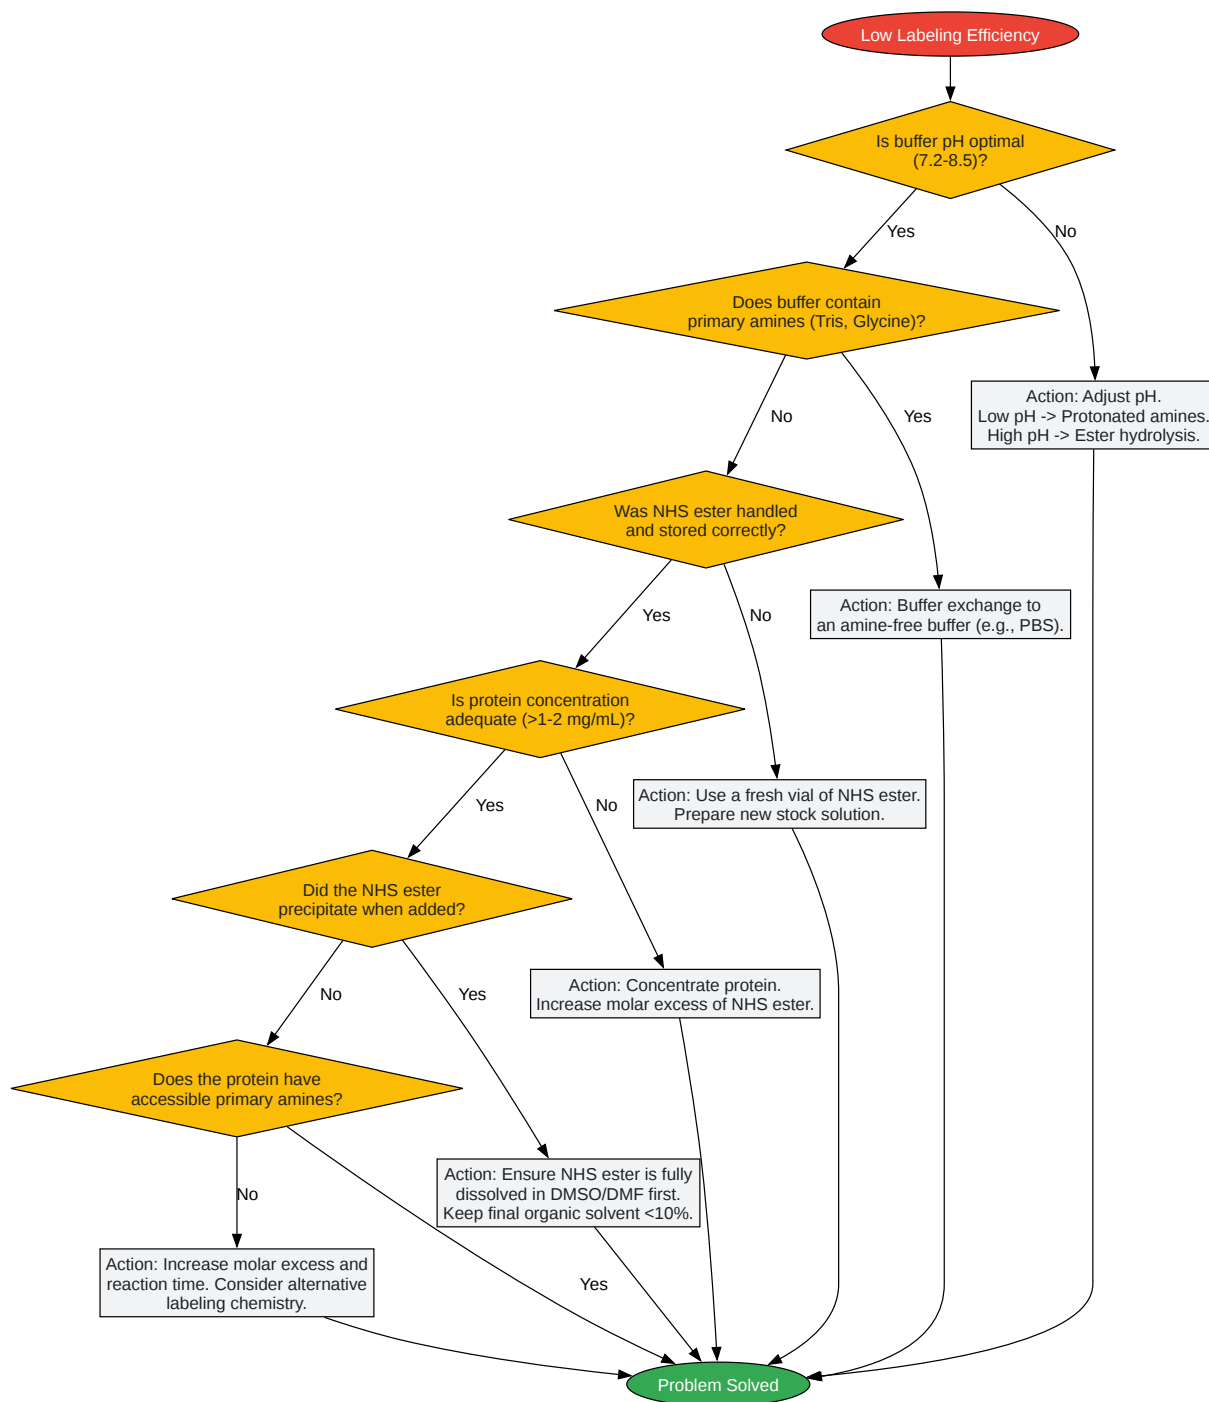 Low Labeling Efficiency
Is buffer pH optimal
(7.2-8.5)?
Yes
No
Does buffer contain
primary amines (Tris, Glycine)?
No
Yes
Action: Adjust pH.
Low pH -> Protonated amines.
High pH -> Ester hydrolysis.
Was NHS ester handled
and stored correctly?
Yes
No
Action: Buffer exchange to
an amine-free buffer (e.g., PBS).
Is protein concentration
adequate (>1-2 mg/mL)?
Yes
No
Action: Use a fresh vial of NHS ester.
Prepare new stock solution.
Did the NHS ester
precipitate when added?
No
Yes
Action: Concentrate protein.
Increase molar excess of NHS ester.
Does the protein have
accessible primary amines?
No
Yes
Action: Ensure NHS ester is fully
dissolved in DMSO/DMF first.
Keep final organic solvent <10%.
Action: Increase molar excess and
reaction time. Consider alternative
labeling chemistry.
Problem Solved